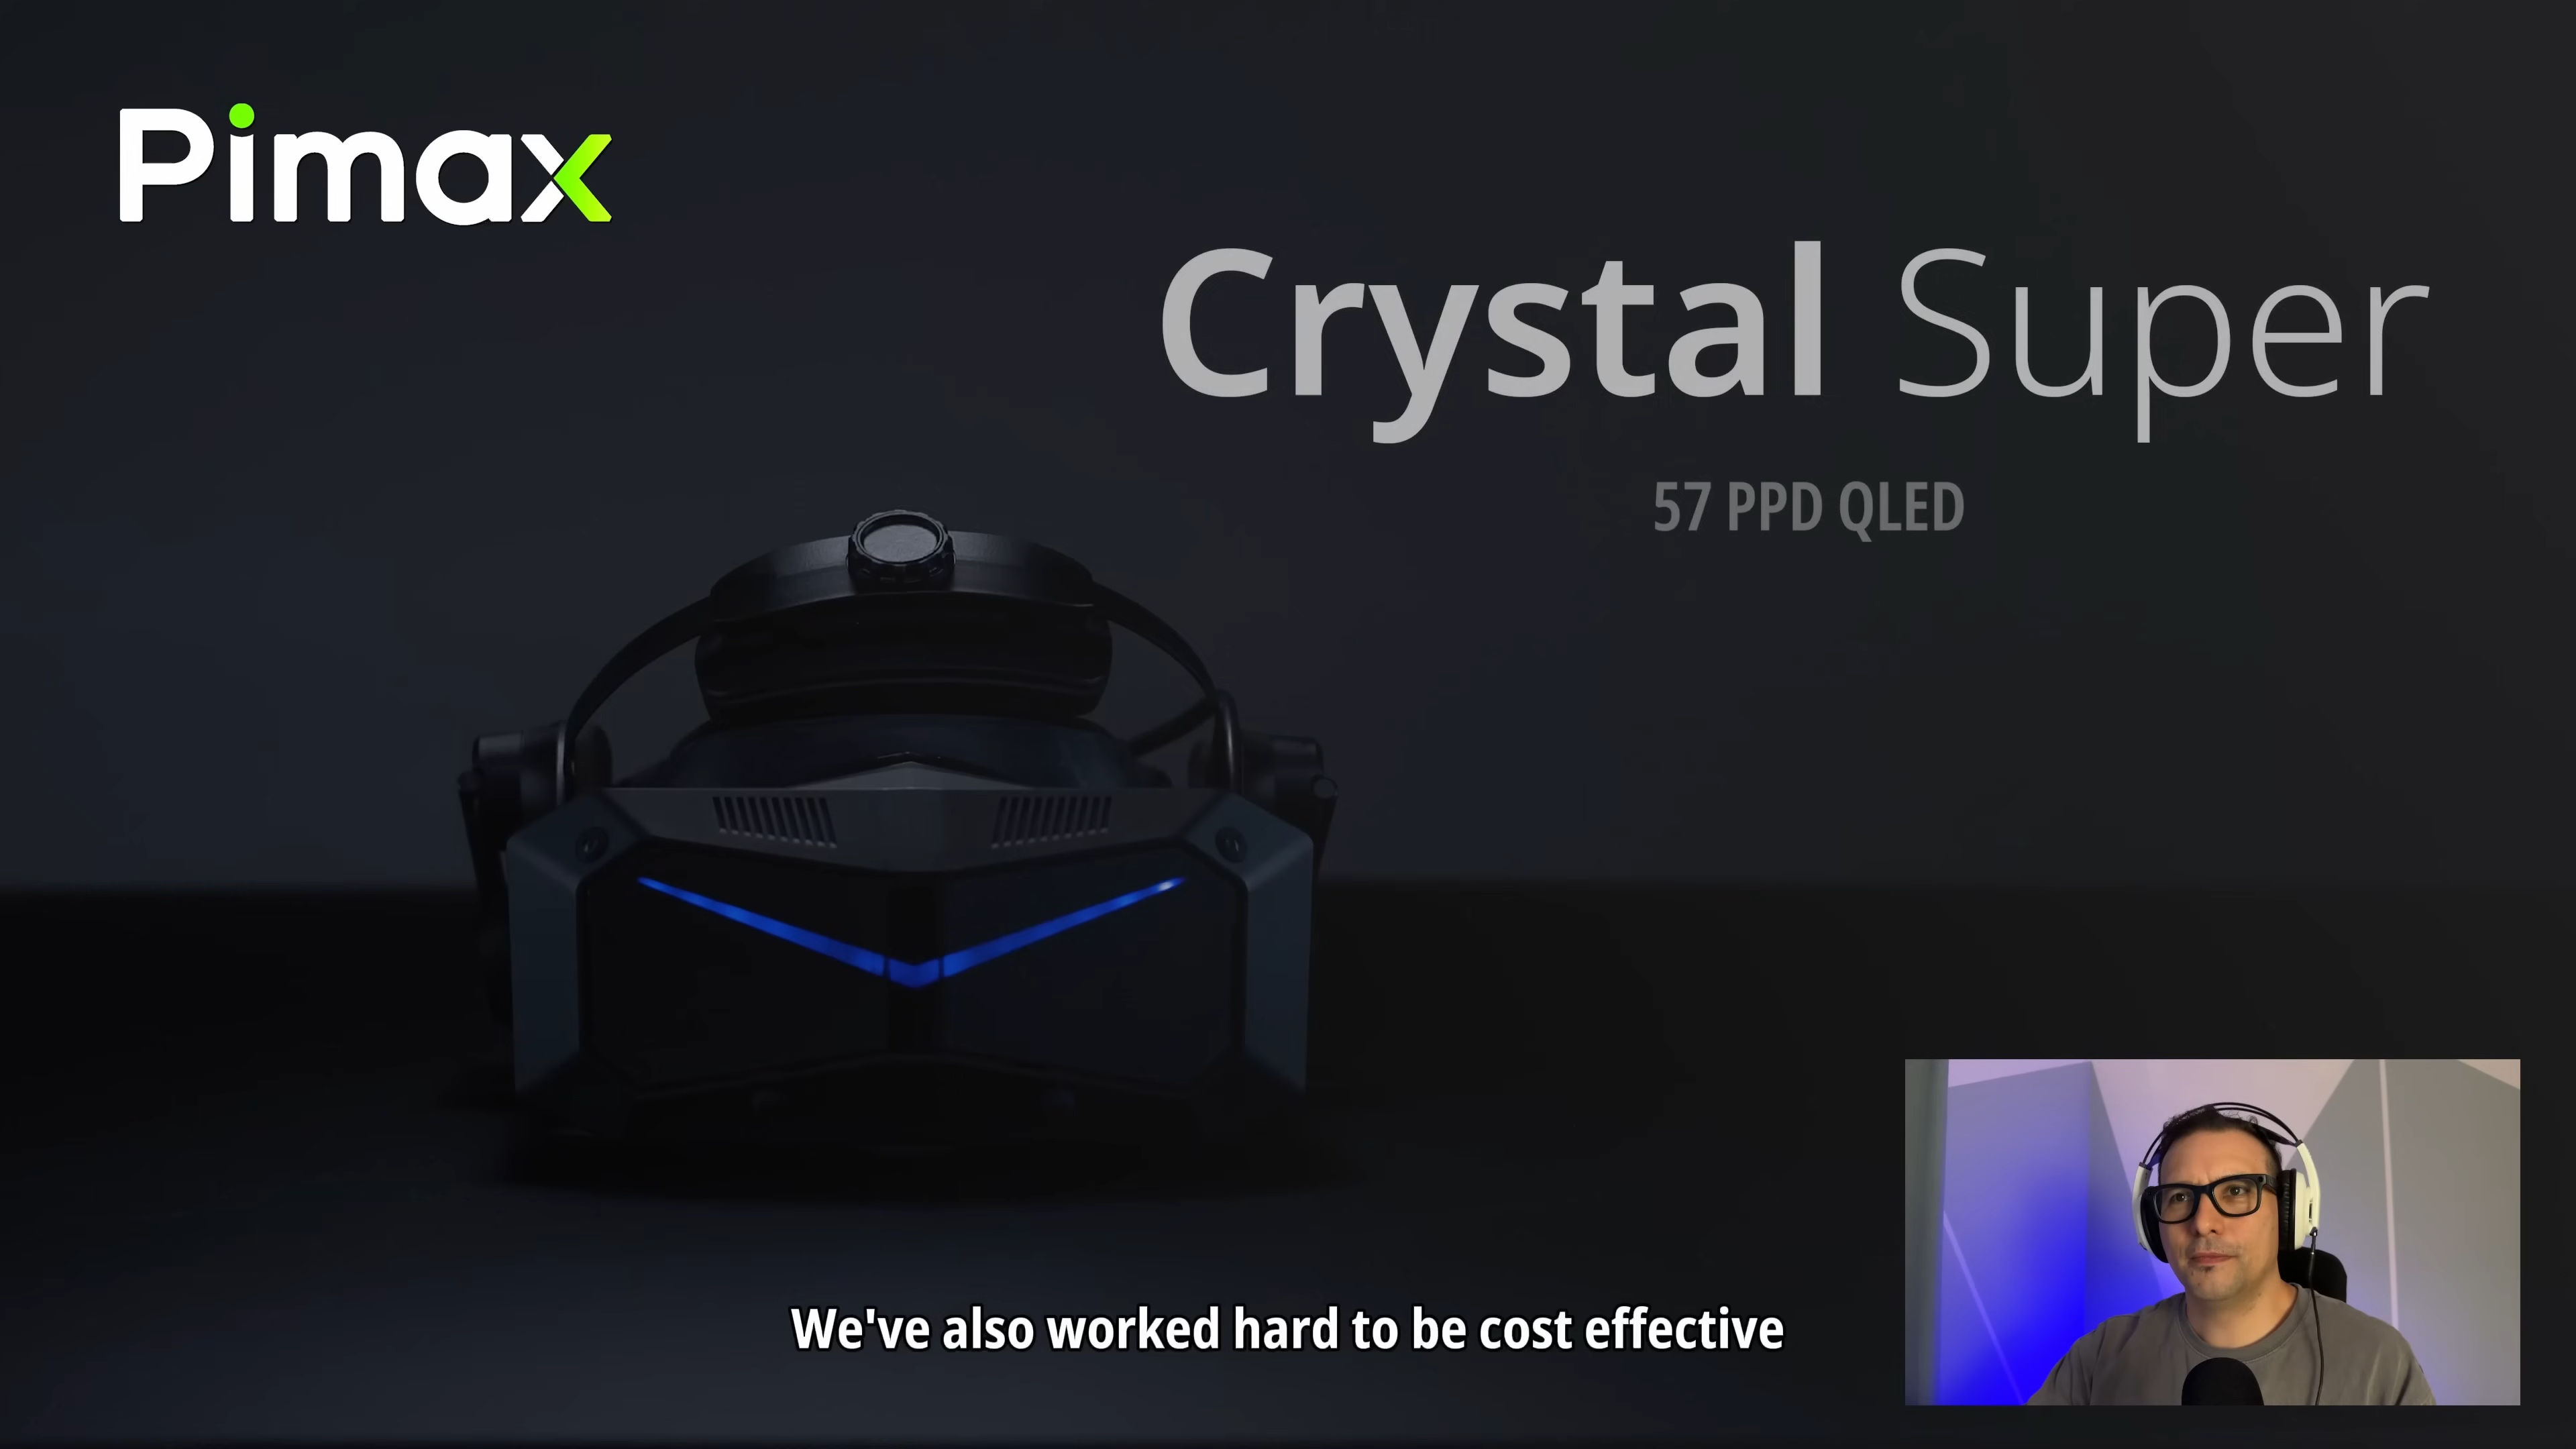 Pimax
Crystal Super
57 PPD QLED
We've also worked hard to be cost effective